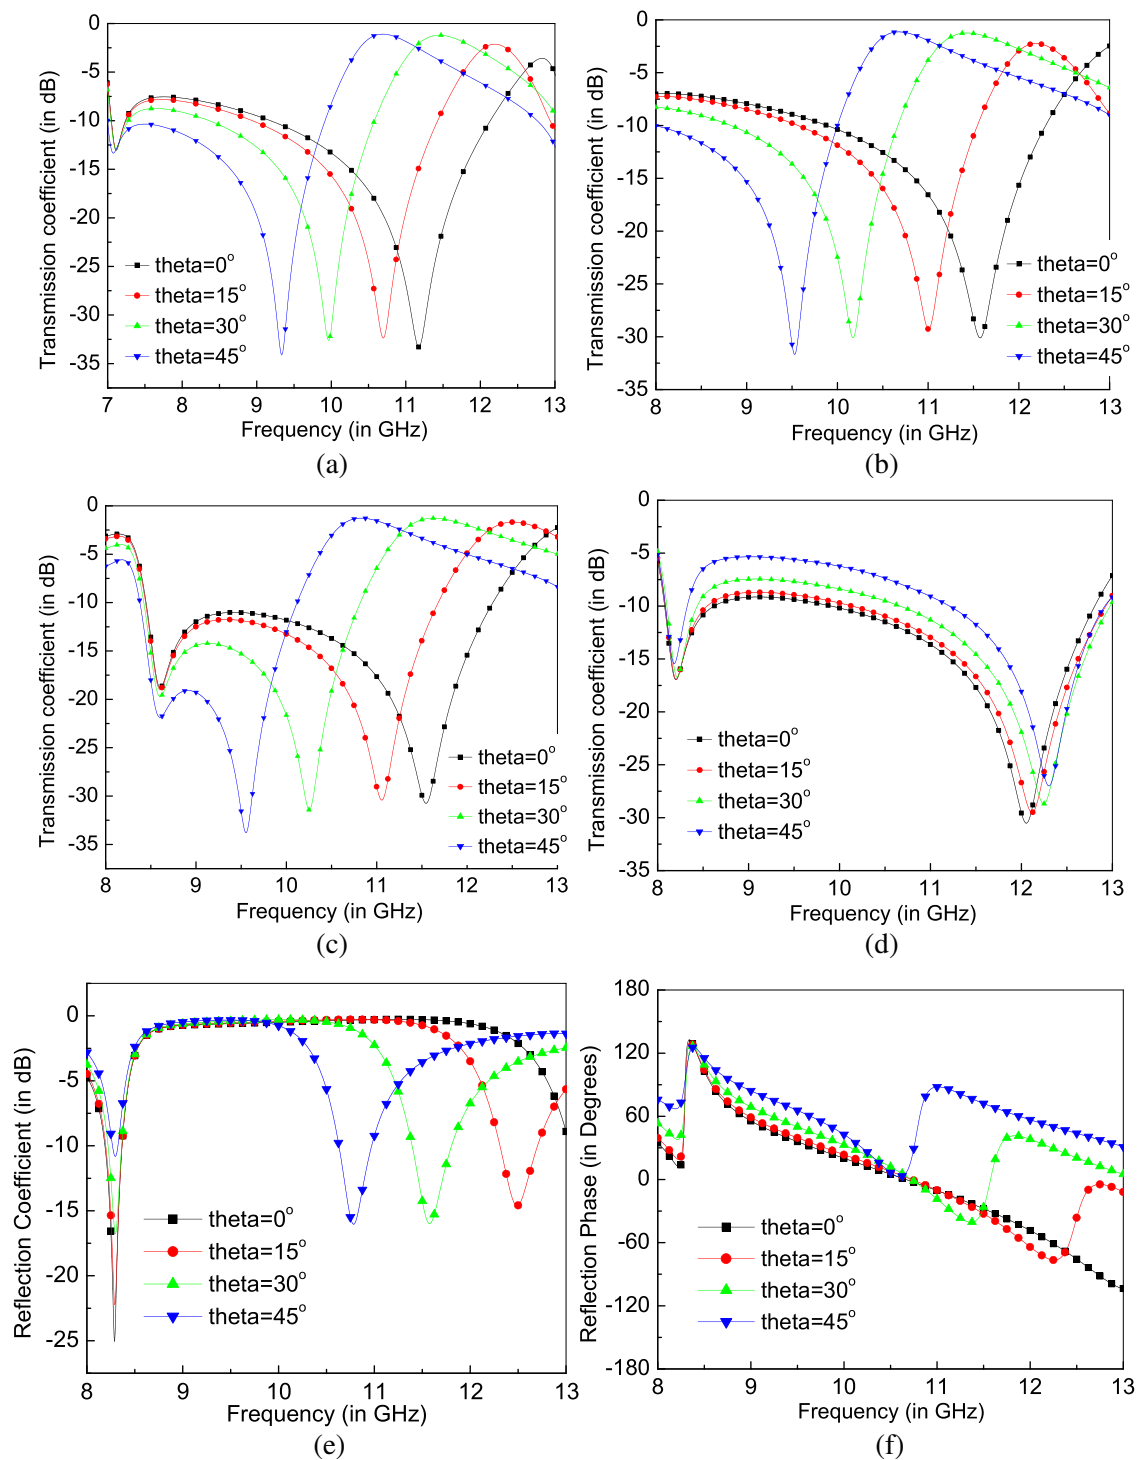 0
-5
-10
-15
-20
-25
-30
-35
Transmission coefficient (in dB)
theta=0°
theta=15°
theta=30°
theta=45°
7 8 9 10 11 12 13
Frequency (in GHz)
(a)
0
-5
-10
-15
-20
-25
-30
-35
Transmission coefficient (in dB)
theta=0°
theta=15°
theta=30°
theta=45°
8 9 10 11 12 13
Frequency (in GHz)
(b)
0
-5
-10
-15
-20
-25
-30
-35
Transmission coefficient (in dB)
theta=0°
theta=15°
theta=30°
theta=45°
8 9 10 11 12 13
Frequency (in GHz)
(c)
0
-5
-10
-15
-20
-25
-30
-35
Transmission coefficient (in dB)
theta=0°
theta=15°
theta=30°
theta=45°
8 9 10 11 12 13
Frequency (in GHz)
(d)
0
-5
-10
-15
-20
-25
Reflection Coefficient (in dB)
theta=0°
theta=15°
theta=30°
theta=45°
8 9 10 11 12 13
Frequency (in GHz)
(e)
180
120
60
0
-60
-120
-180
Reflection Phase (in Degrees)
theta=0°
theta=15°
theta=30°
theta=45°
8 9 10 11 12 13
Frequency (in GHz)
(f)